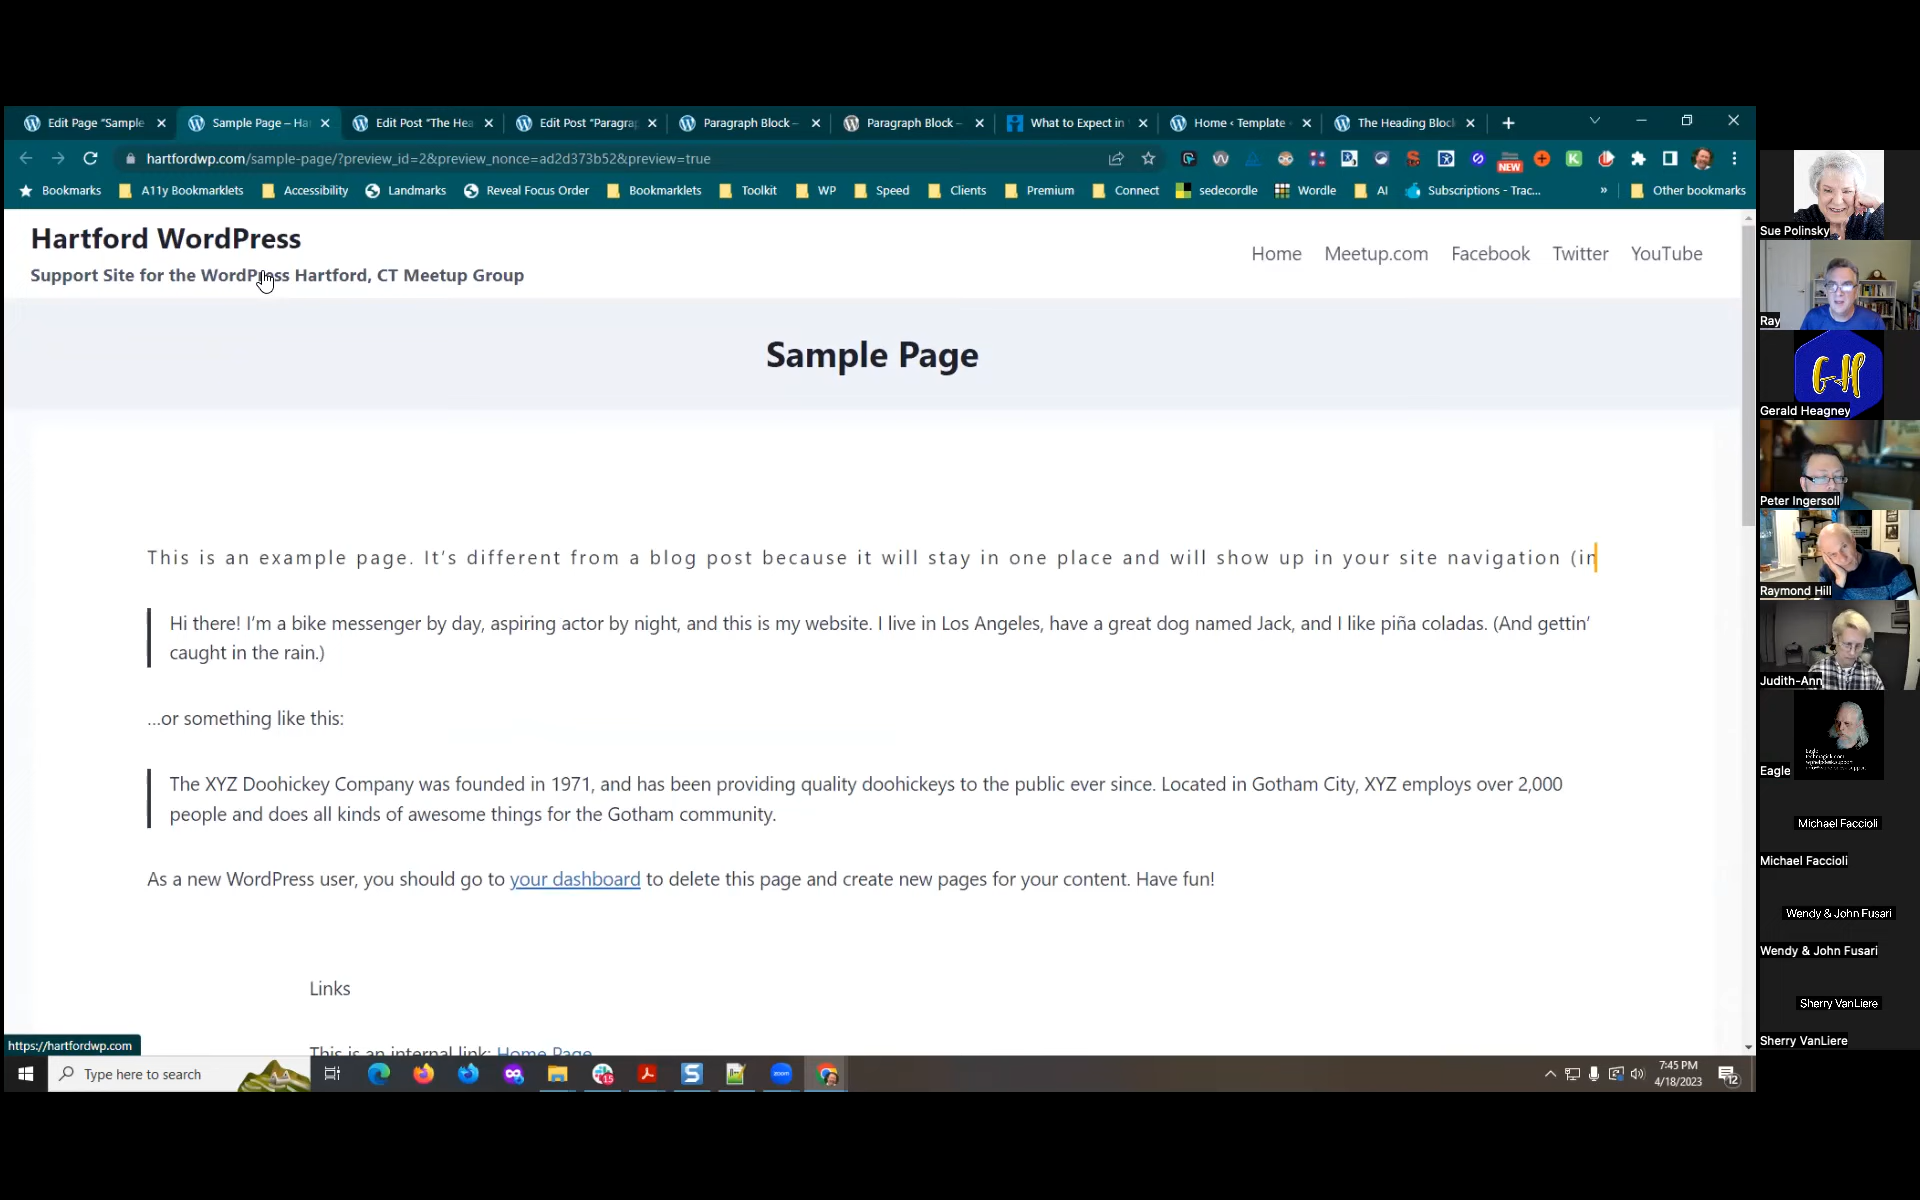 Edit Page "Sample
Sample Page – Ha
Edit Post "The Hea
Edit Post "Paragrap
Paragraph Block –
Paragraph Block –
What to Expect in
Home ‹ Template
The Heading Block
hartfordwp.com/sample-page/?preview_id=2&preview_nonce=ad2d373b52&preview=true
NEW
Bookmarks
A11y Bookmarklets
Accessibility
Landmarks
Reveal Focus Order
Bookmarklets
Toolkit
WP
Speed
Clients
Premium
Connect
sedecordle
Wordle
AI
Subscriptions - Trac...
»
Other bookmarks
Hartford WordPress
Support Site for the WordPress Hartford, CT Meetup Group
Home Meetup.com Facebook Twitter YouTube
Sample Page
This is an example page. It's different from a blog post because it will stay in one place and will show up in your site navigation (in
Hi there! I'm a bike messenger by day, aspiring actor by night, and this is my website. I live in Los Angeles, have a great dog named Jack, and I like piña coladas. (And gettin'
caught in the rain.)
...or something like this:
The XYZ Doohickey Company was founded in 1971, and has been providing quality doohickeys to the public ever since. Located in Gotham City, XYZ employs over 2,000
people and does all kinds of awesome things for the Gotham community.
As a new WordPress user, you should go to your dashboard to delete this page and create new pages for your content. Have fun!
Links
This is an internal link: Home Page
https://hartfordwp.com
Type here to search
15
zoom
7:45 PM
4/18/2023
12
Sue Polinsky
Ray
GH
Gerald Heagney
Peter Ingersoll
Raymond Hill
Judith-Ann
Eagle
Michael Faccioli
Michael Faccioli
Wendy & John Fusari
Wendy & John Fusari
Sherry VanLiere
Sherry VanLiere